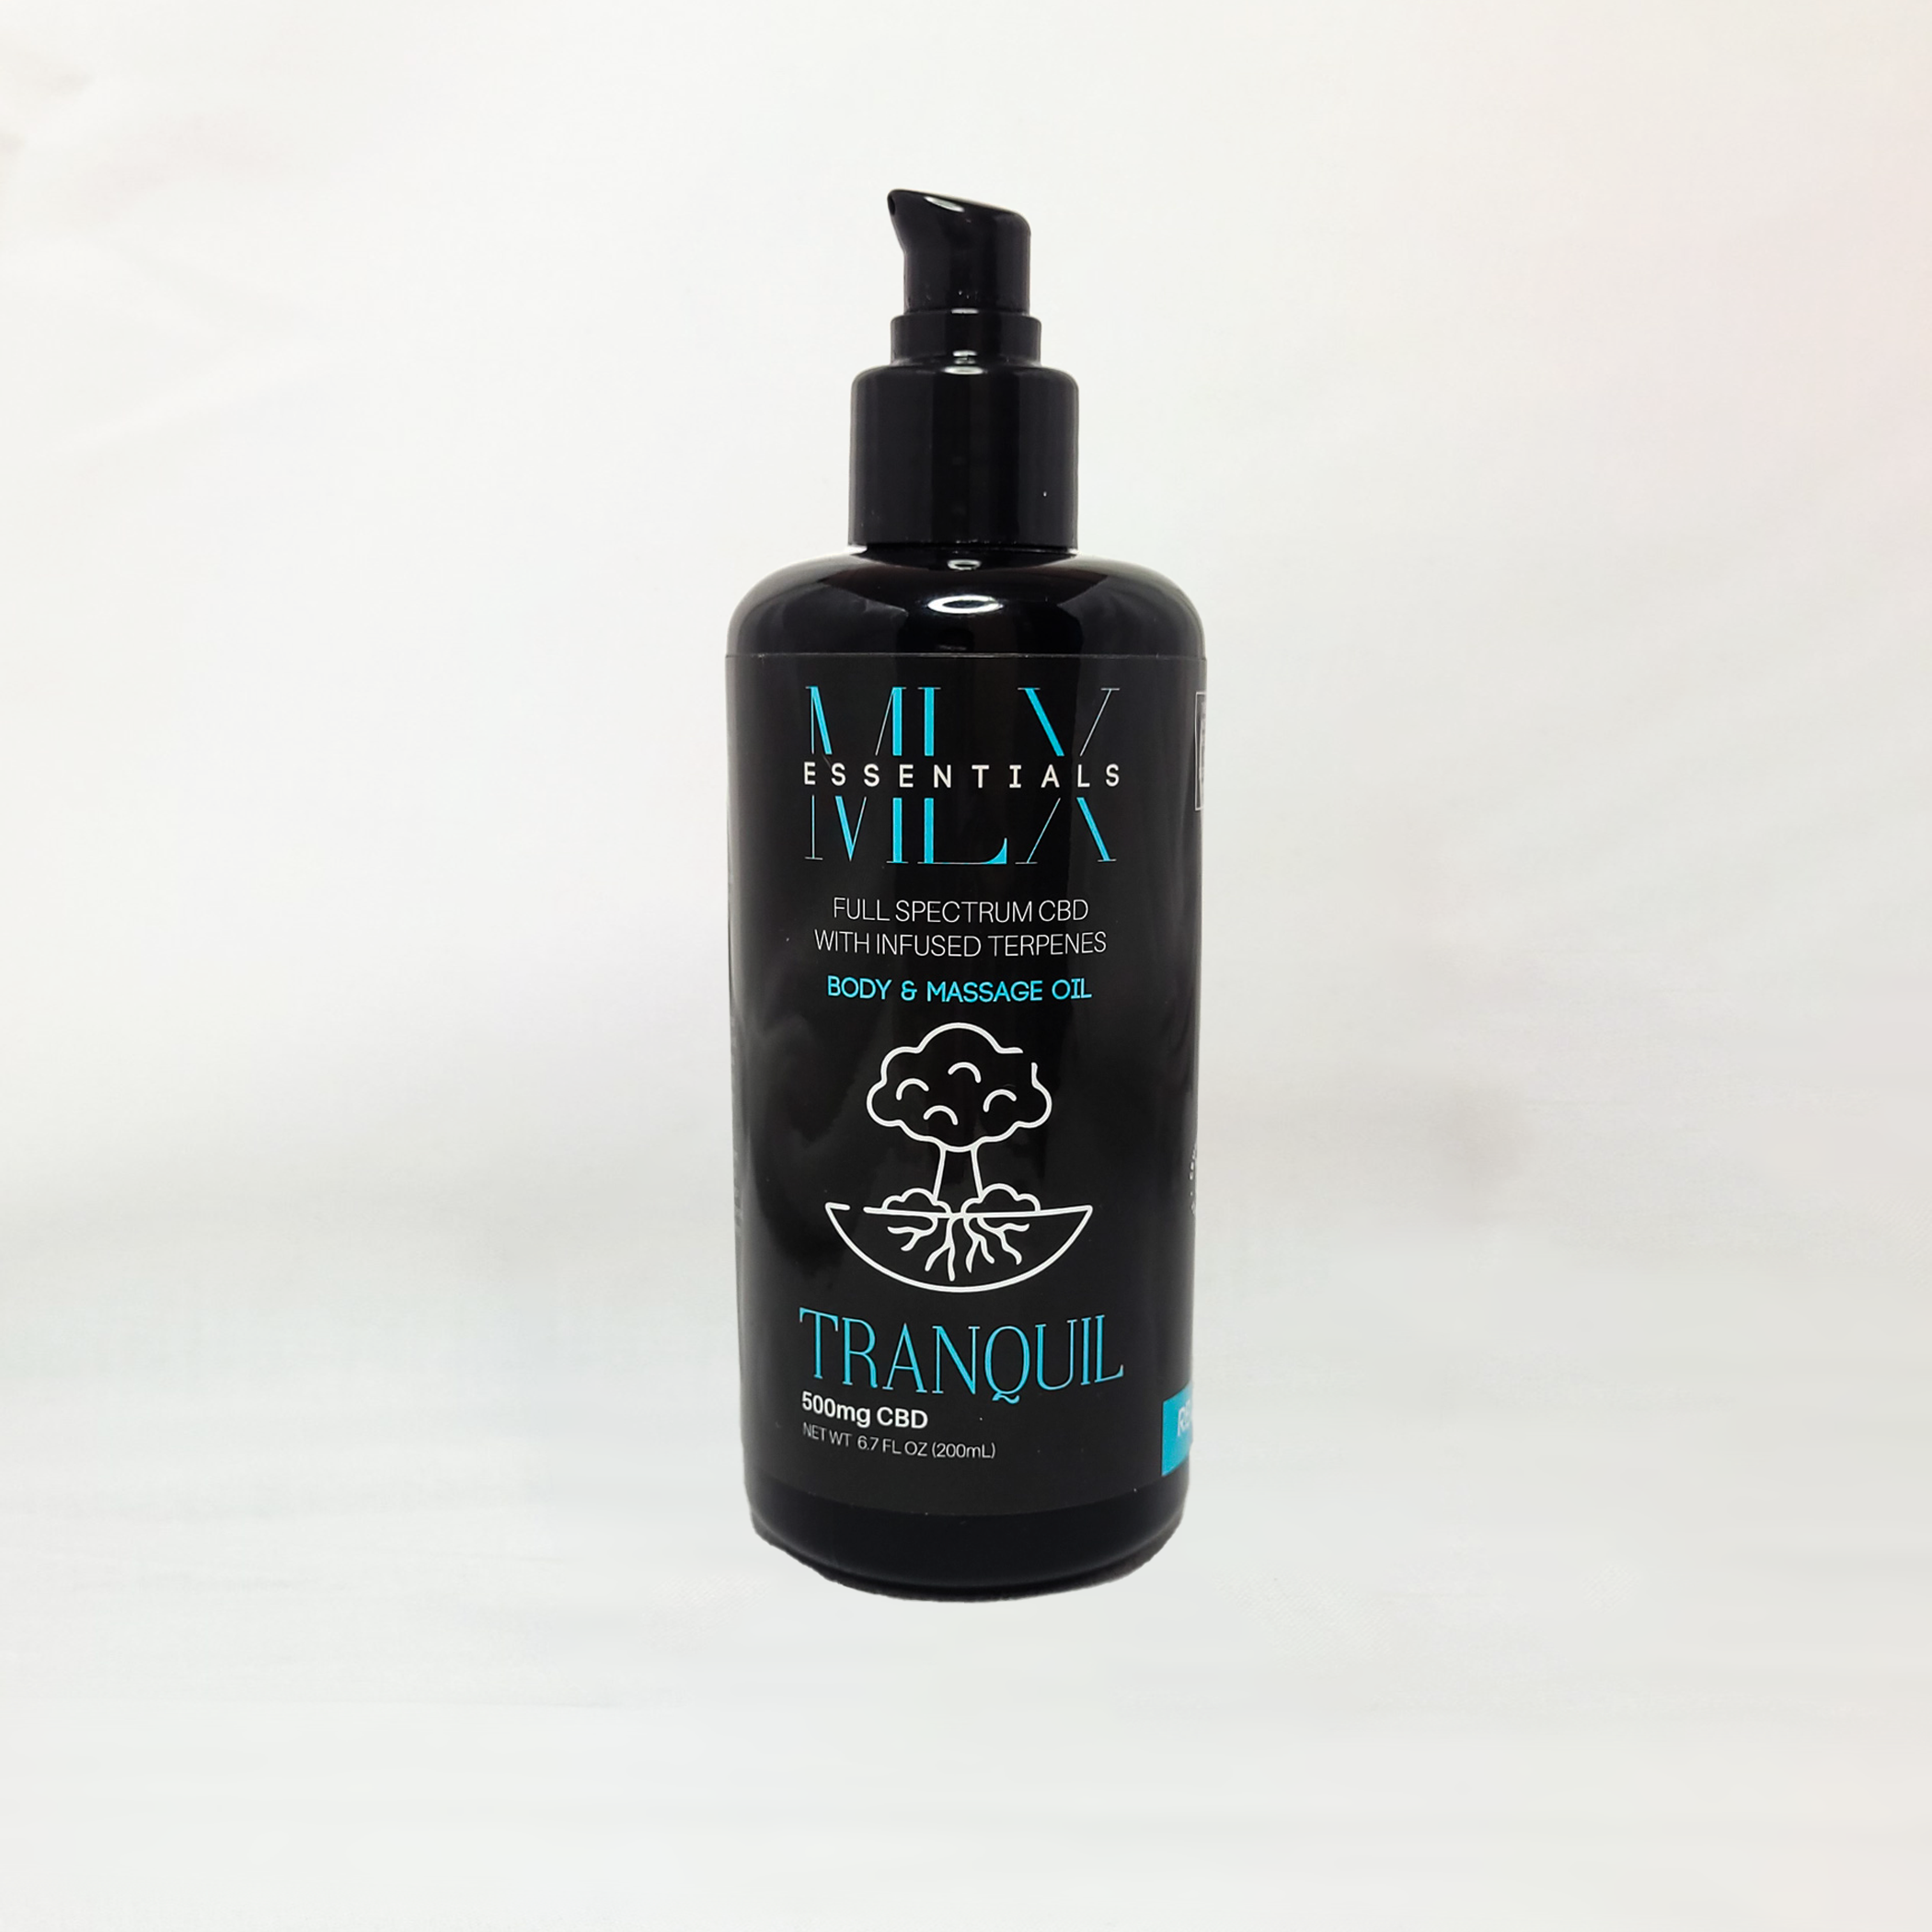 MLX
ESSENTIALS
FULL SPECTRUM CBD
WITH INFUSED TERPENES
BODY & MASSAGE OIL
TRANQUIL
500mg CBD
NET WT 6.7 FL OZ (200mL)